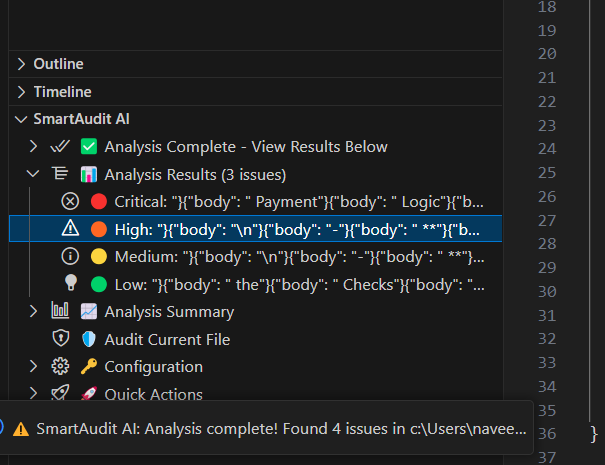 18
19
20
Outline
21
Timeline
22
SmartAudit AI
23
Analysis Complete - View Results Below
24
Analysis Results (3 issues)
25
Critical: "}{"body": " Payment"}{"body": " Logic"}{"b...
26
High: "}{"body": "\n"}{"body": "-"}{"body": " **"}{"b...
27
28
Medium: "}{"body": "\n"}{"body": "-"}{"body": " **"}...
29
Low: "}{"body": " the"}{"body": " Checks"}{"body": "...
30
Analysis Summary
31
Audit Current File
32
Configuration
33
Quick Actions
34
35
SmartAudit AI: Analysis complete! Found 4 issues in c:\Users\navee...
36 }
37